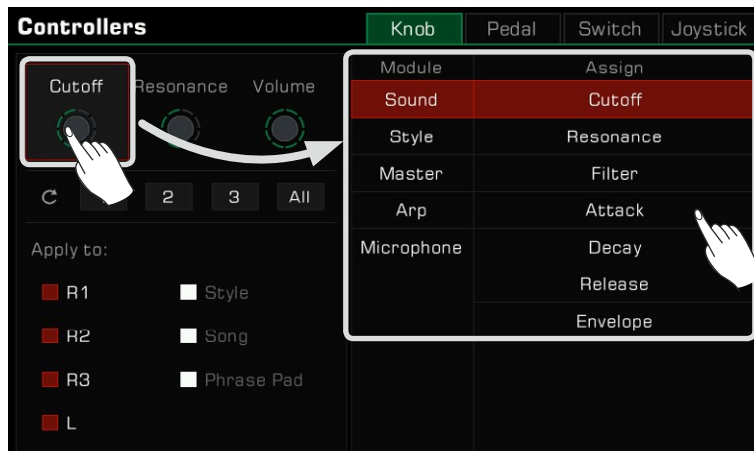 Controllers
Knob Pedal Switch Joystick
Cutoff Resonance Volume
2 3 All
Apply to:
R1 Style
R2 Song
R3 Phrase Pad
L
Module Assign
Sound Cutoff
Style Resonance
Master Filter
Arp Attack
Microphone Decay
Release
Envelope